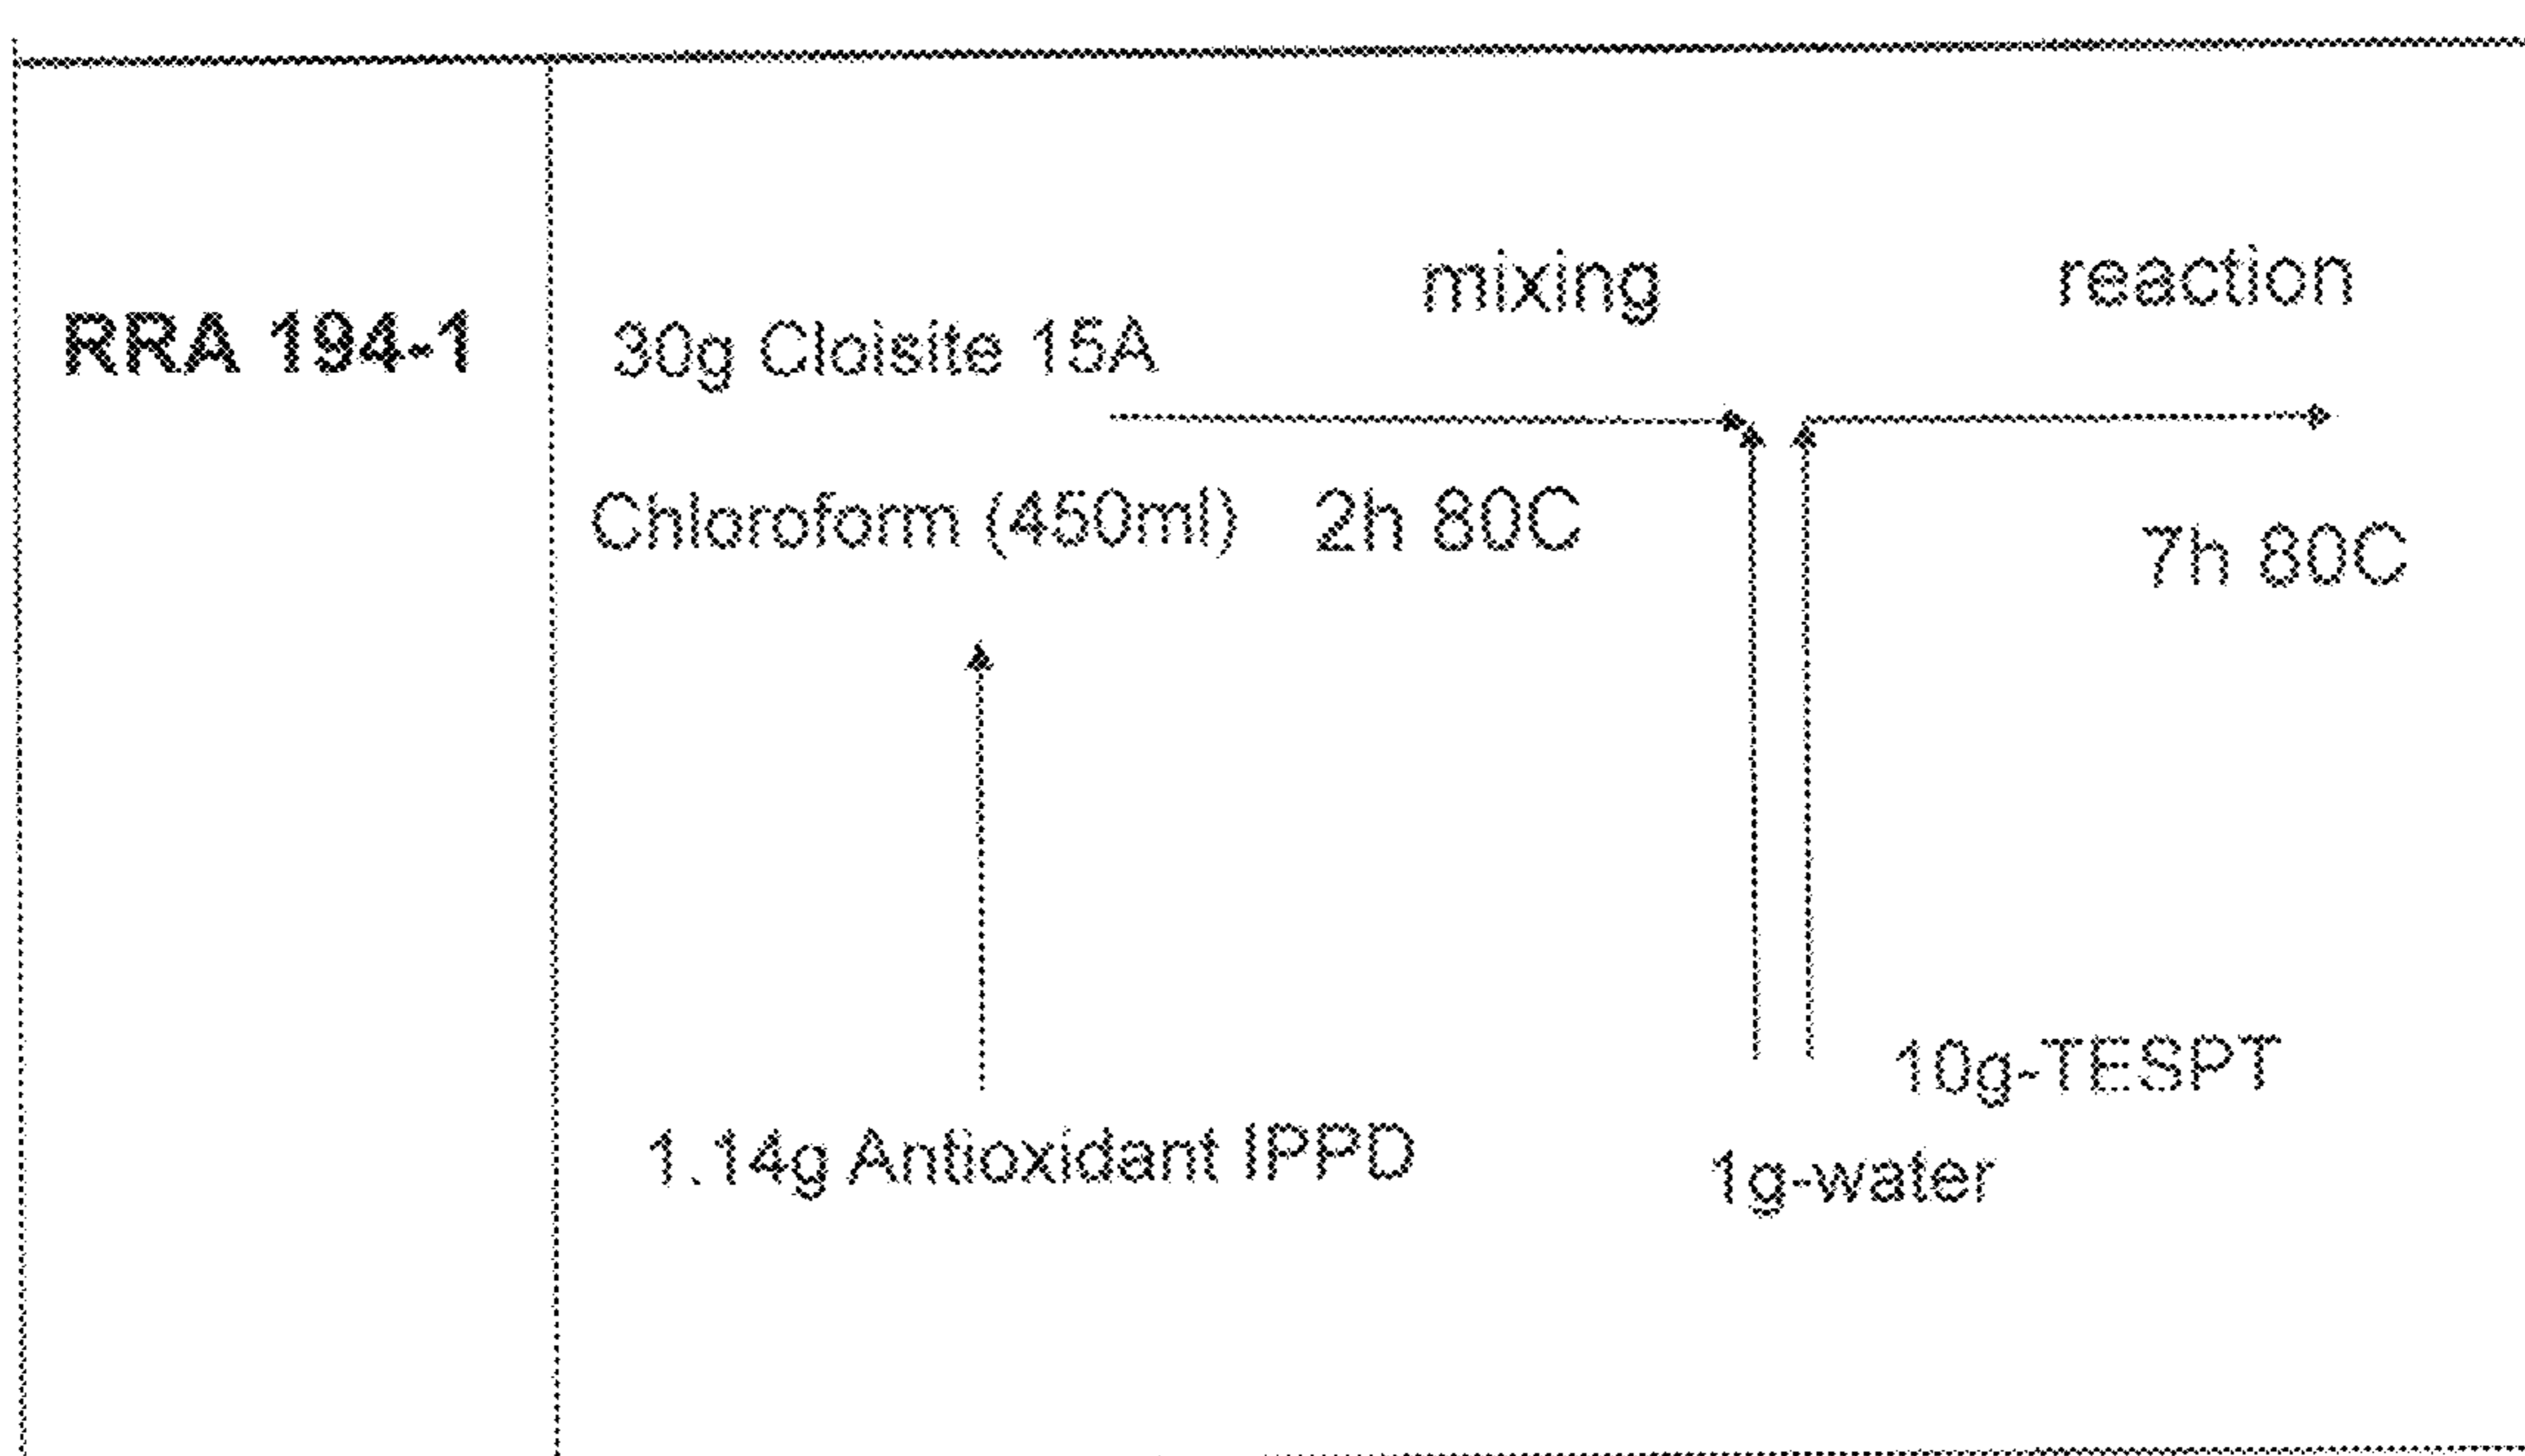 RRA 194-1
mixing
reaction
30g Cloisite 15A
Chloroform (450ml)
2h 80C
7h 80C
10g-TESPT
1.14g Antioxidant IPPD
1g-water